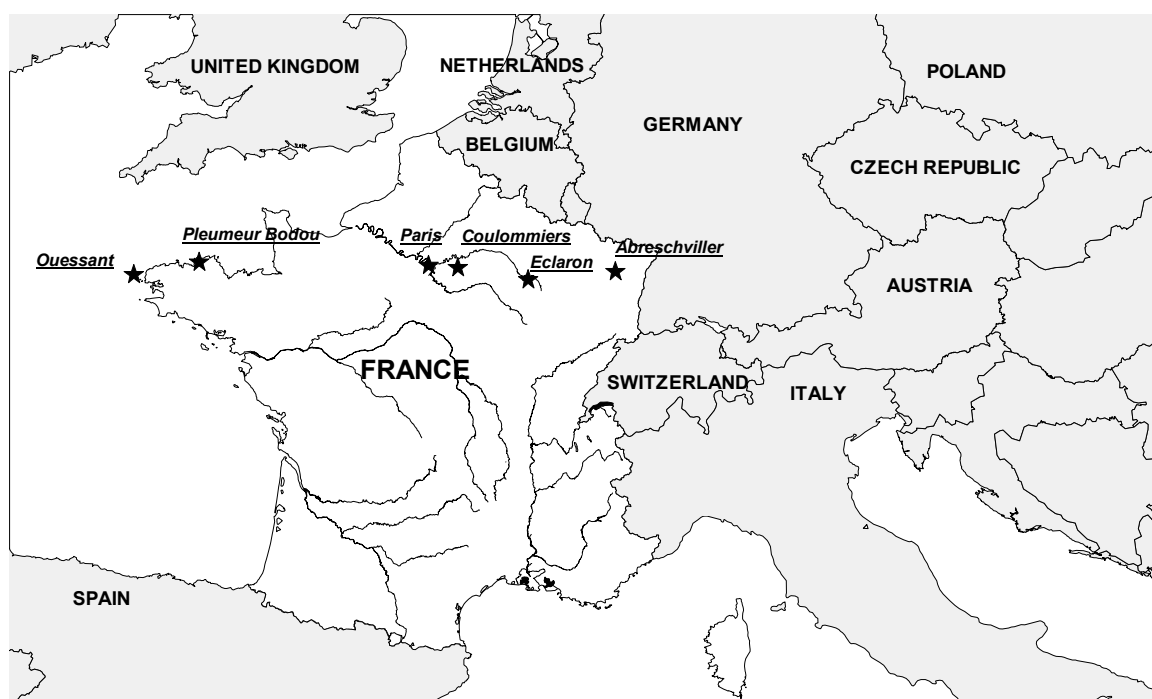 UNITED KINGDOM
NETHERLANDS
POLAND
GERMANY
BELGIUM
CZECH REPUBLIC
Pleumeur Bodou
Paris
Coulommiers
Abreschviller
Ouessant
Eclaron
AUSTRIA
FRANCE
SWITZERLAND
ITALY
SPAIN